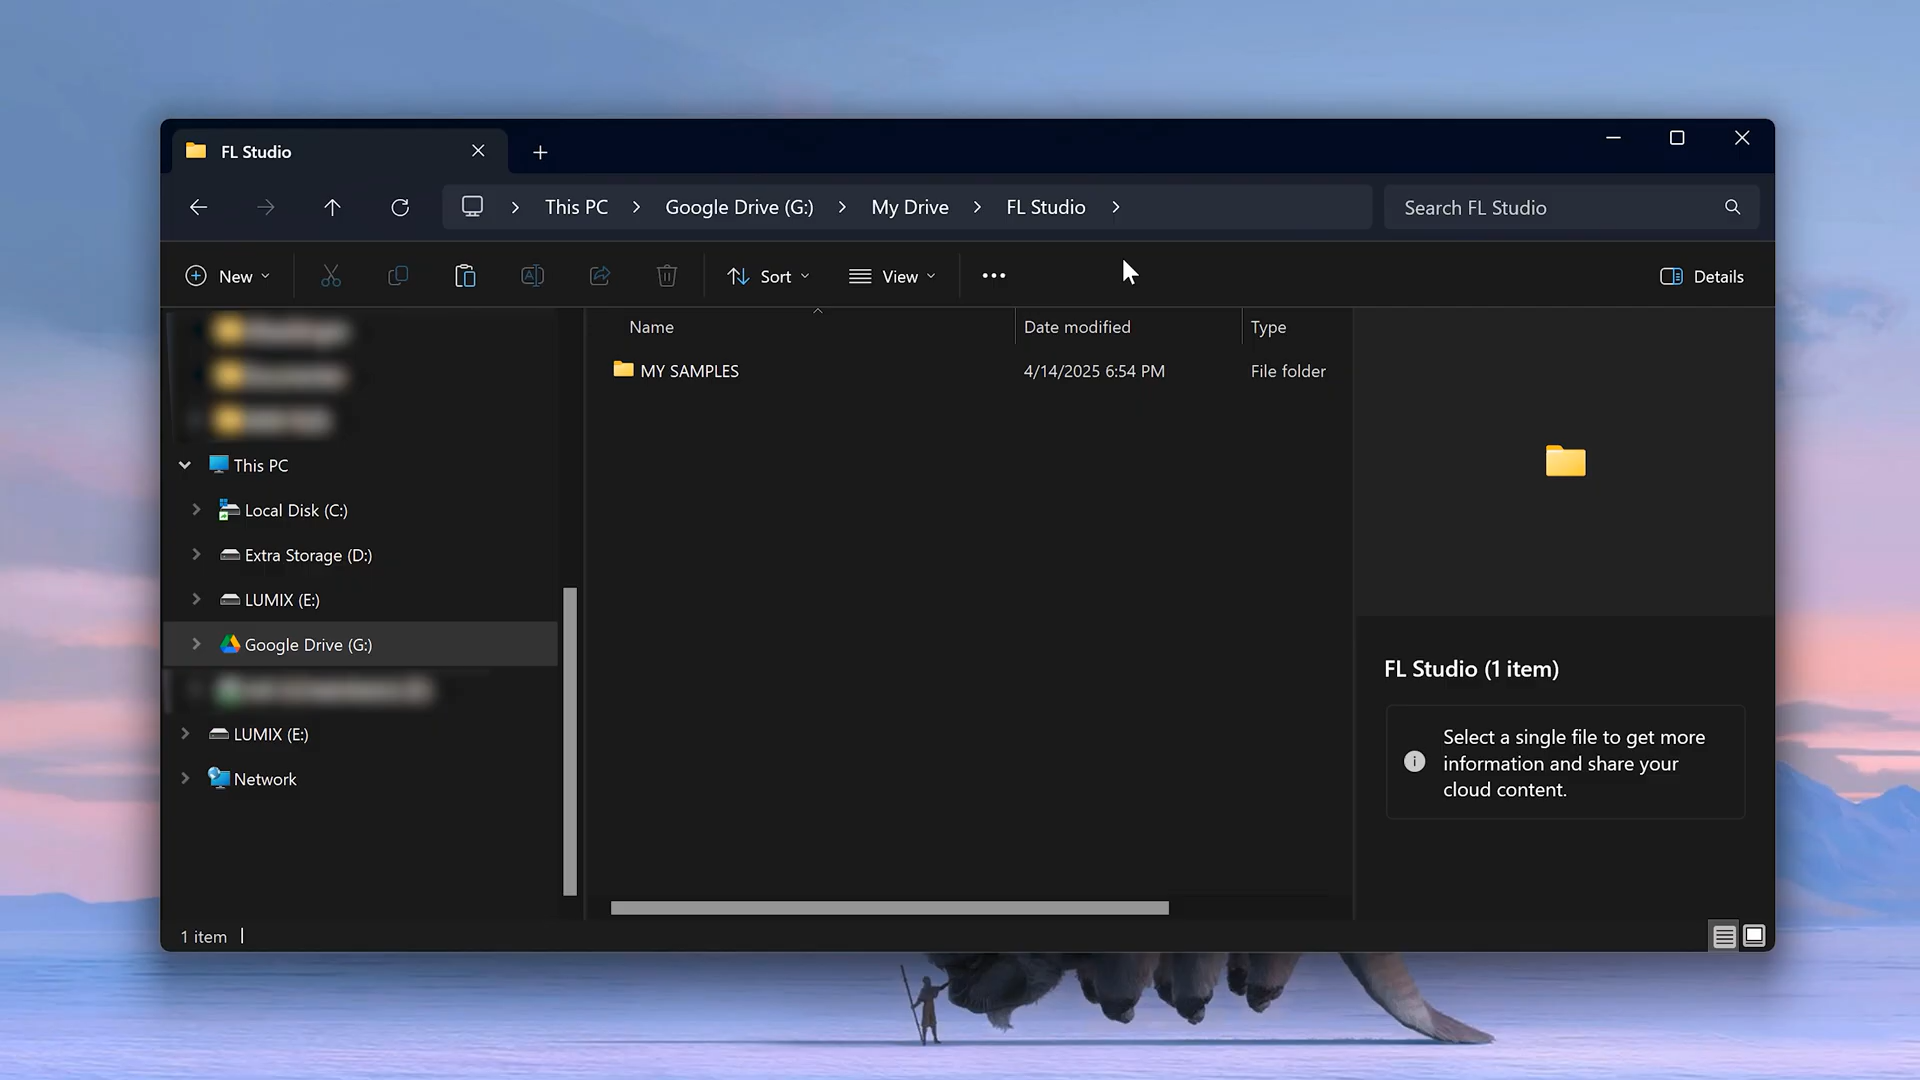 FL Studio
This PC
Google Drive (G:)
My Drive
FL Studio
Search FL Studio
New
Sort
View
Details
Name
Date modified
Type
MY SAMPLES
4/14/2025 6:54 PM
File folder
This PC
Local Disk (C:)
Extra Storage (D:)
LUMIX (E:)
Google Drive (G:)
LUMIX (E:)
Network
FL Studio (1 item)
Select a single file to get more
information and share your
cloud content.
1 item